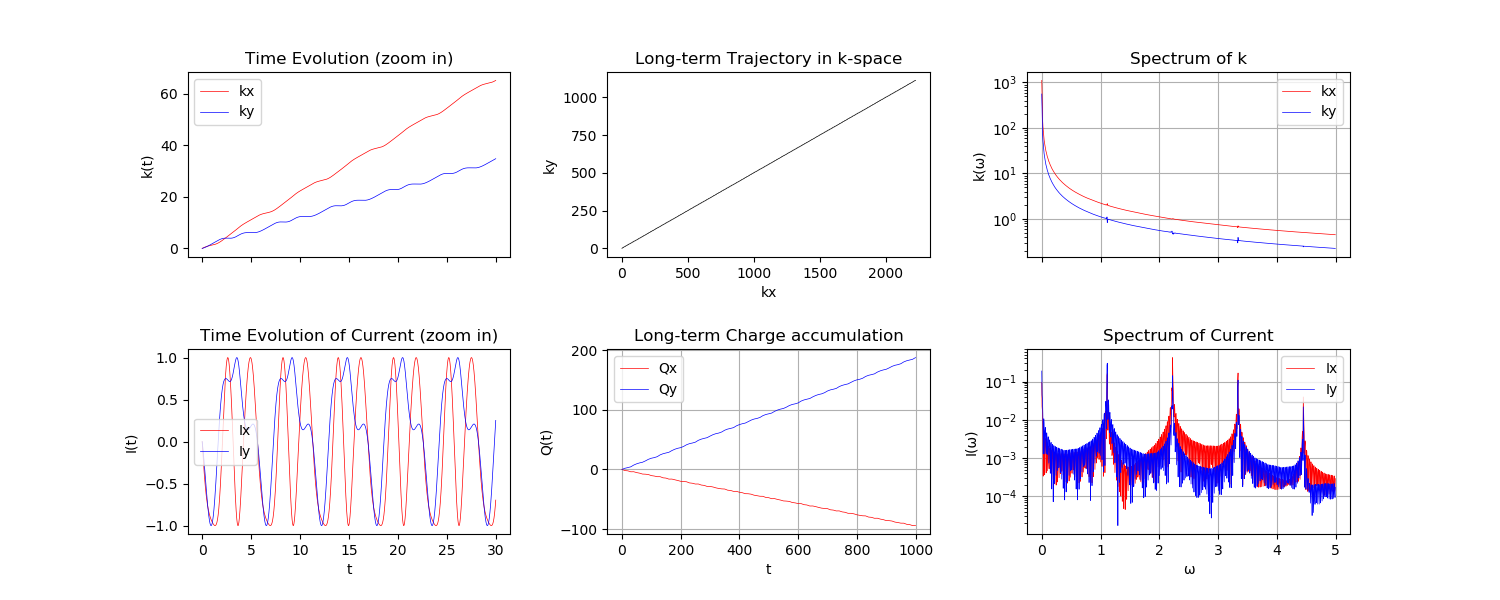 Time Evolution (zoom in)
kx
ky
60
40
20
0
k(t)
Long-term Trajectory in k-space
1000
750
500
250
0
ky
0 500 1000 1500 2000
kx
Spectrum of k
kx
ky
10³
10²
10¹
10⁰
k(ω)
Time Evolution of Current (zoom in)
1.0
0.5
0.0
−0.5
−1.0
I(t)
Ix
Iy
0 5 10 15 20 25 30
t
Long-term Charge accumulation
Qx
Qy
200
100
0
−100
Q(t)
0 200 400 600 800 1000
t
Spectrum of Current
Ix
Iy
10⁻¹
10⁻²
10⁻³
10⁻⁴
I(ω)
0 1 2 3 4 5
ω